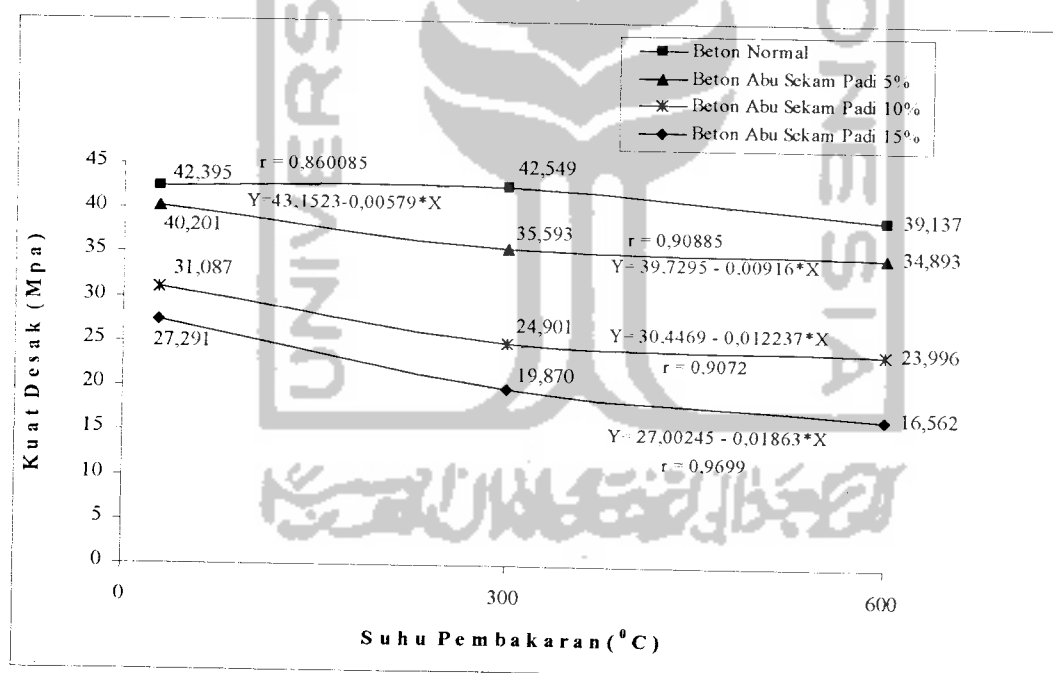 UNIVERS
ISLA
Beton Normal
Beton Abu Sekam Padi 5%
Beton Abu Sekam Padi 10%
Beton Abu Sekam Padi 15%
Kuat Desak (Mpa)
45
40
35
30
25
20
15
10
5
0
42,395
r = 0,860085
42,549
Y=43,1523-0,00579*X
39,137
40,201
35,593
r = 0,90885
Y= 39,7295 - 0,00916*X
34,893
31,087
24,901
Y=30.4469 - 0,012237*X
r = 0,9072
23,996
27,291
19,870
Y= 27,00245 - 0,01863*X
r = 0,9699
16,562
0
300
600
Suhu Pembakaran (⁰C)